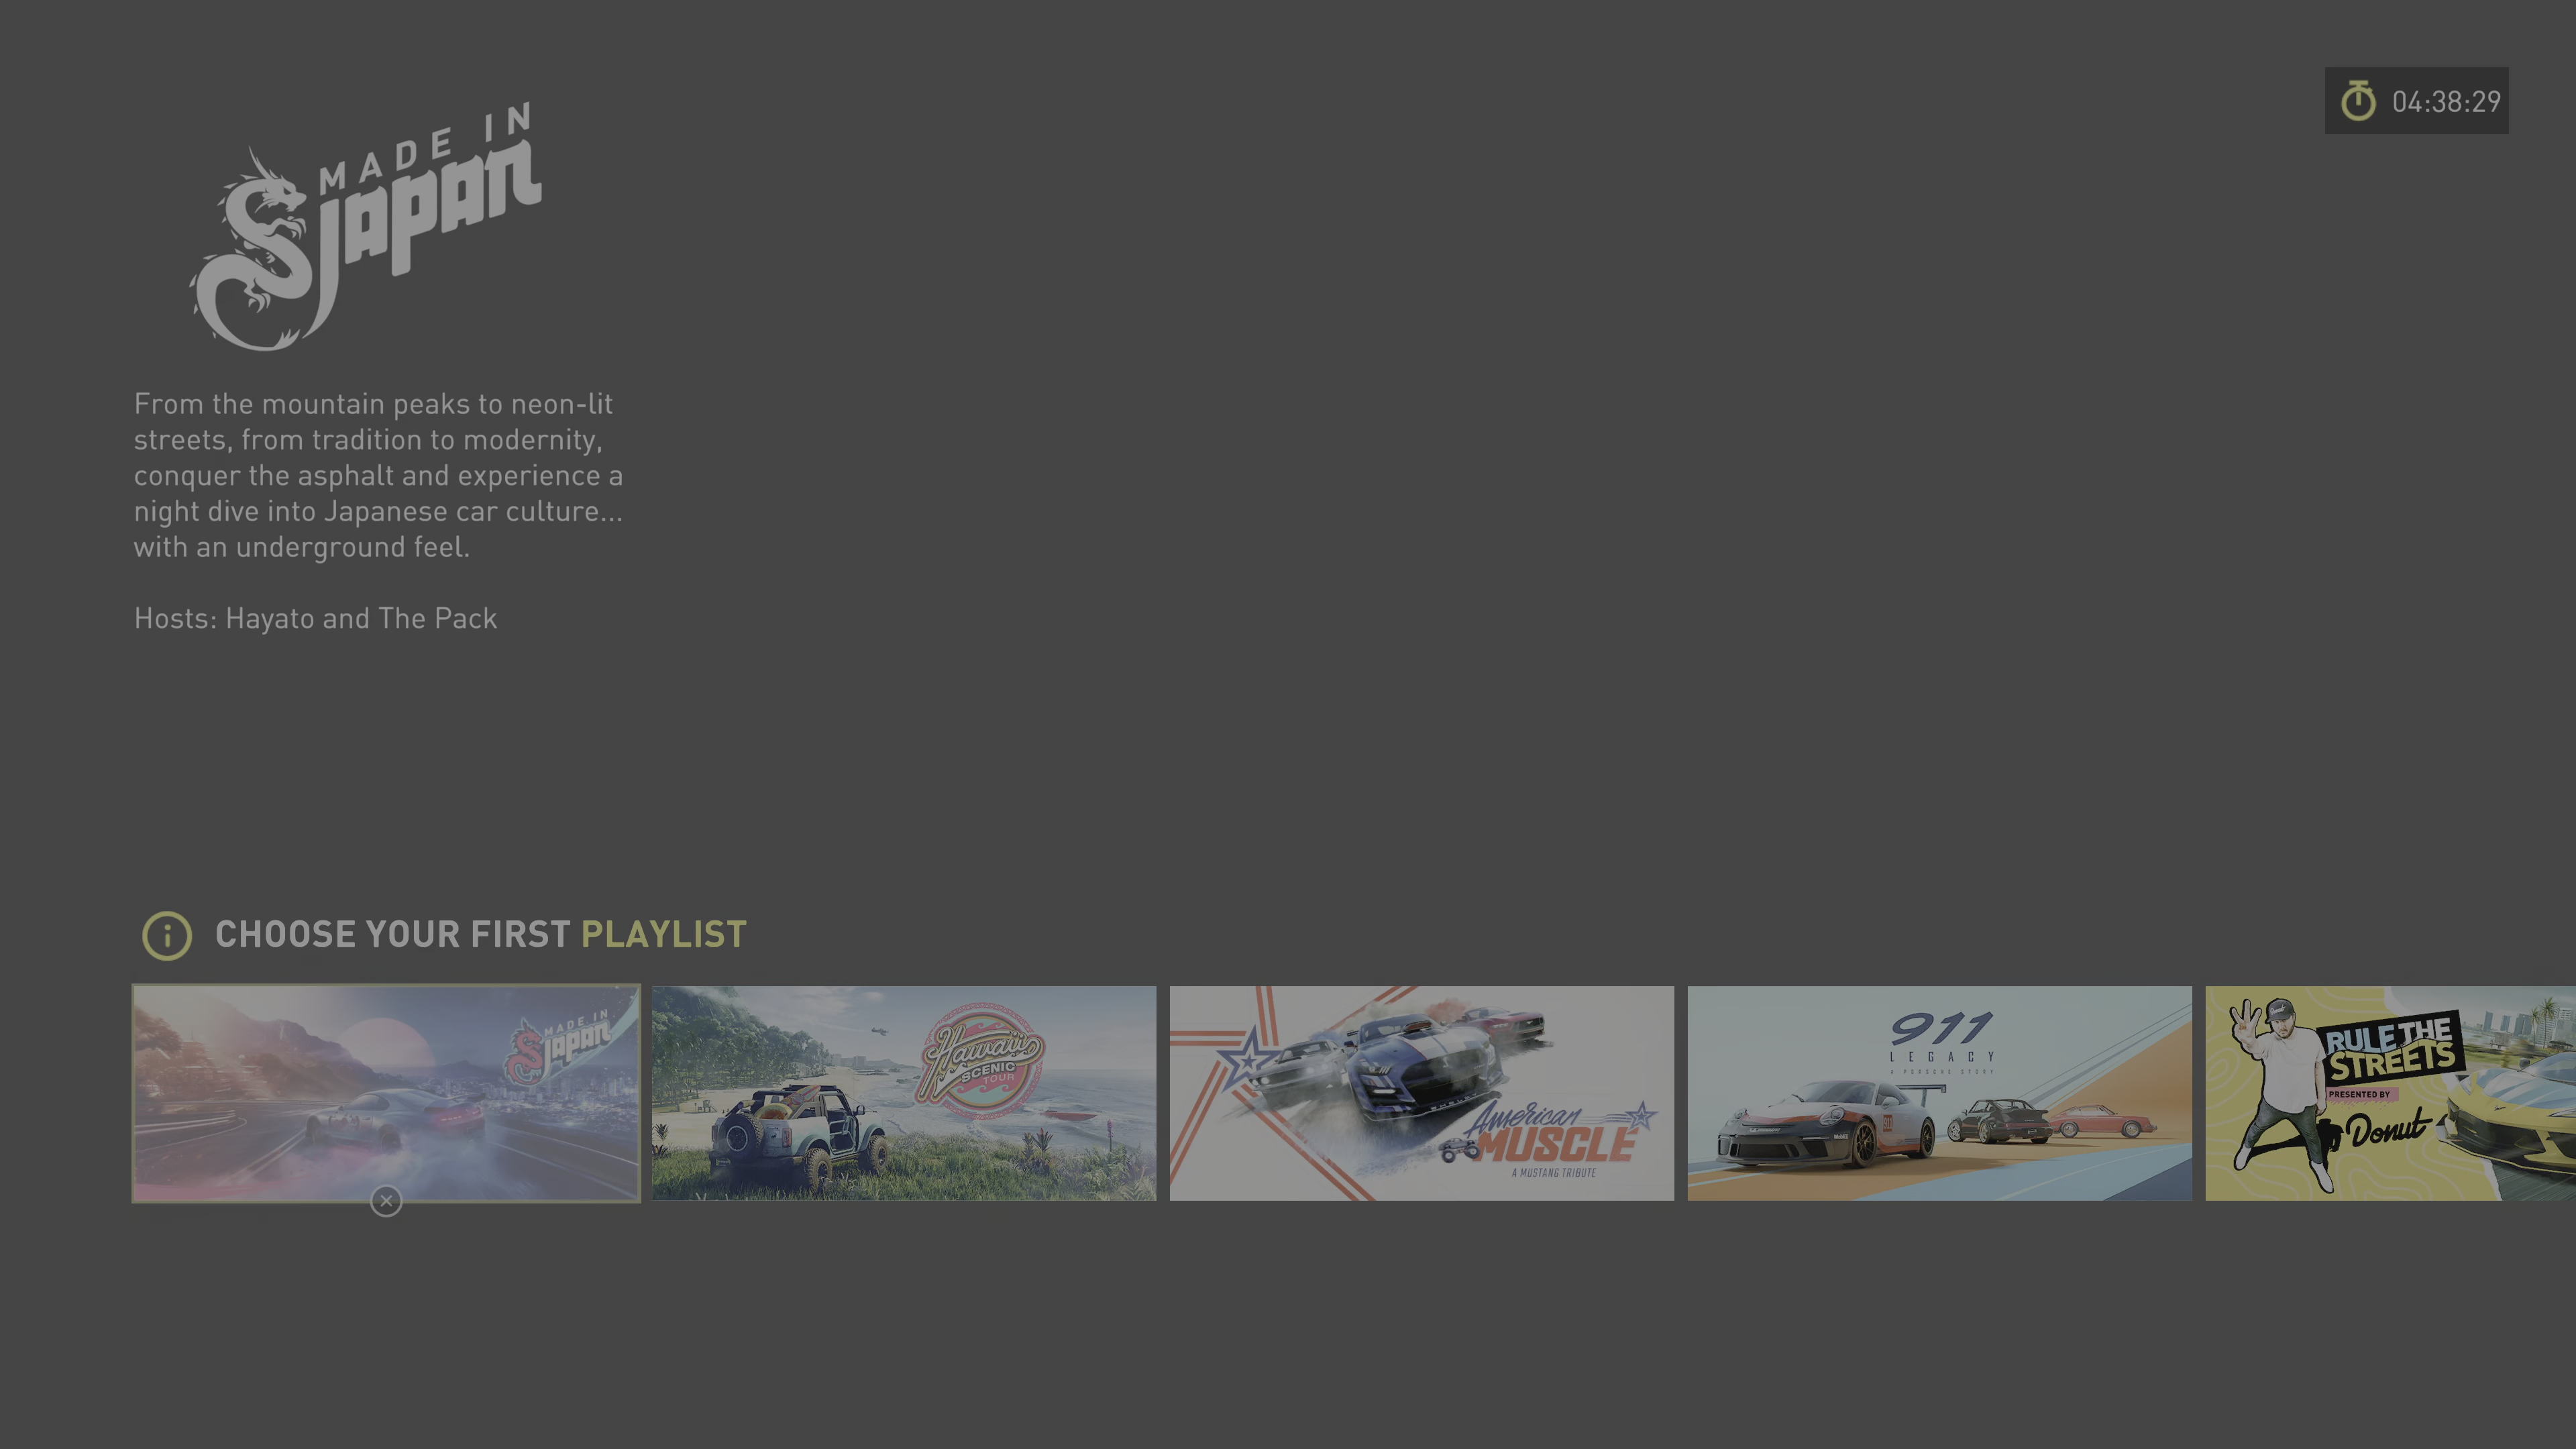 04:38:29
MADE IN
JAPAN
From the mountain peaks to neon-lit
streets, from tradition to modernity,
conquer the asphalt and experience a
night dive into Japanese car culture...
with an underground feel.
Hosts: Hayato and The Pack
CHOOSE YOUR FIRST PLAYLIST
MADE IN
JAPAN
Hawaii
SCENIC
TOUR
American
MUSCLE
A MUSTANG TRIBUTE
911
LEGACY
A PORSCHE STORY
RULE THE
STREETS
PRESENTED BY
Donut